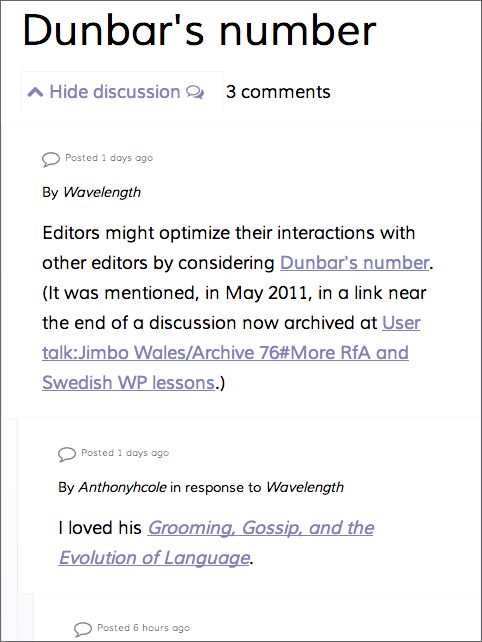 Dunbar's number
Hide discussion 3 comments
Posted 1 days ago
By Wavelength
Editors might optimize their interactions with
other editors by considering Dunbar's number.
(It was mentioned, in May 2011, in a link near
the end of a discussion now archived at User
talk:Jimbo Wales/Archive 76#More RfA and
Swedish WP lessons.)
Posted 1 days ago
By Anthonyhcole in response to Wavelength
I loved his Grooming, Gossip, and the
Evolution of Language.
Posted 6 hours ago